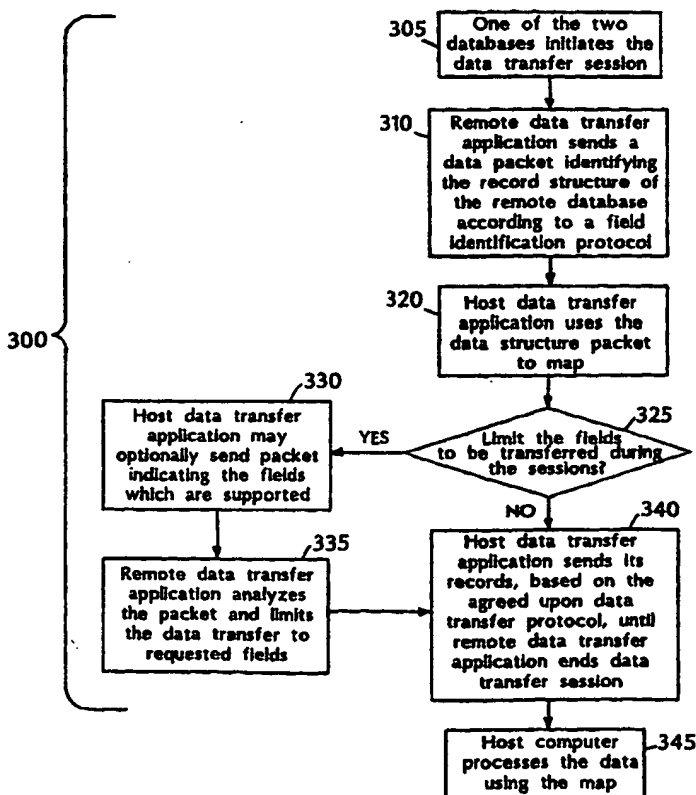 305
One of the two
databases initiates the
data transfer session
310
Remote data transfer
application sends a
data packet identifying
the record structure of
the remote database
according to a field
identification protocol
320
Host data transfer
application uses the
data structure packet
to map
300
325
Limit the fields
to be transferred during
the sessions?
YES
NO
330
Host data transfer
application may
optionally send packet
indicating the fields
which are supported
335
Remote data transfer
application analyzes
the packet and limits
the data transfer to
requested fields
340
Host data transfer
application sends its
records, based on the
agreed upon data
transfer protocol, until
remote data transfer
application ends data
transfer session
345
Host computer
processes the data
using the map